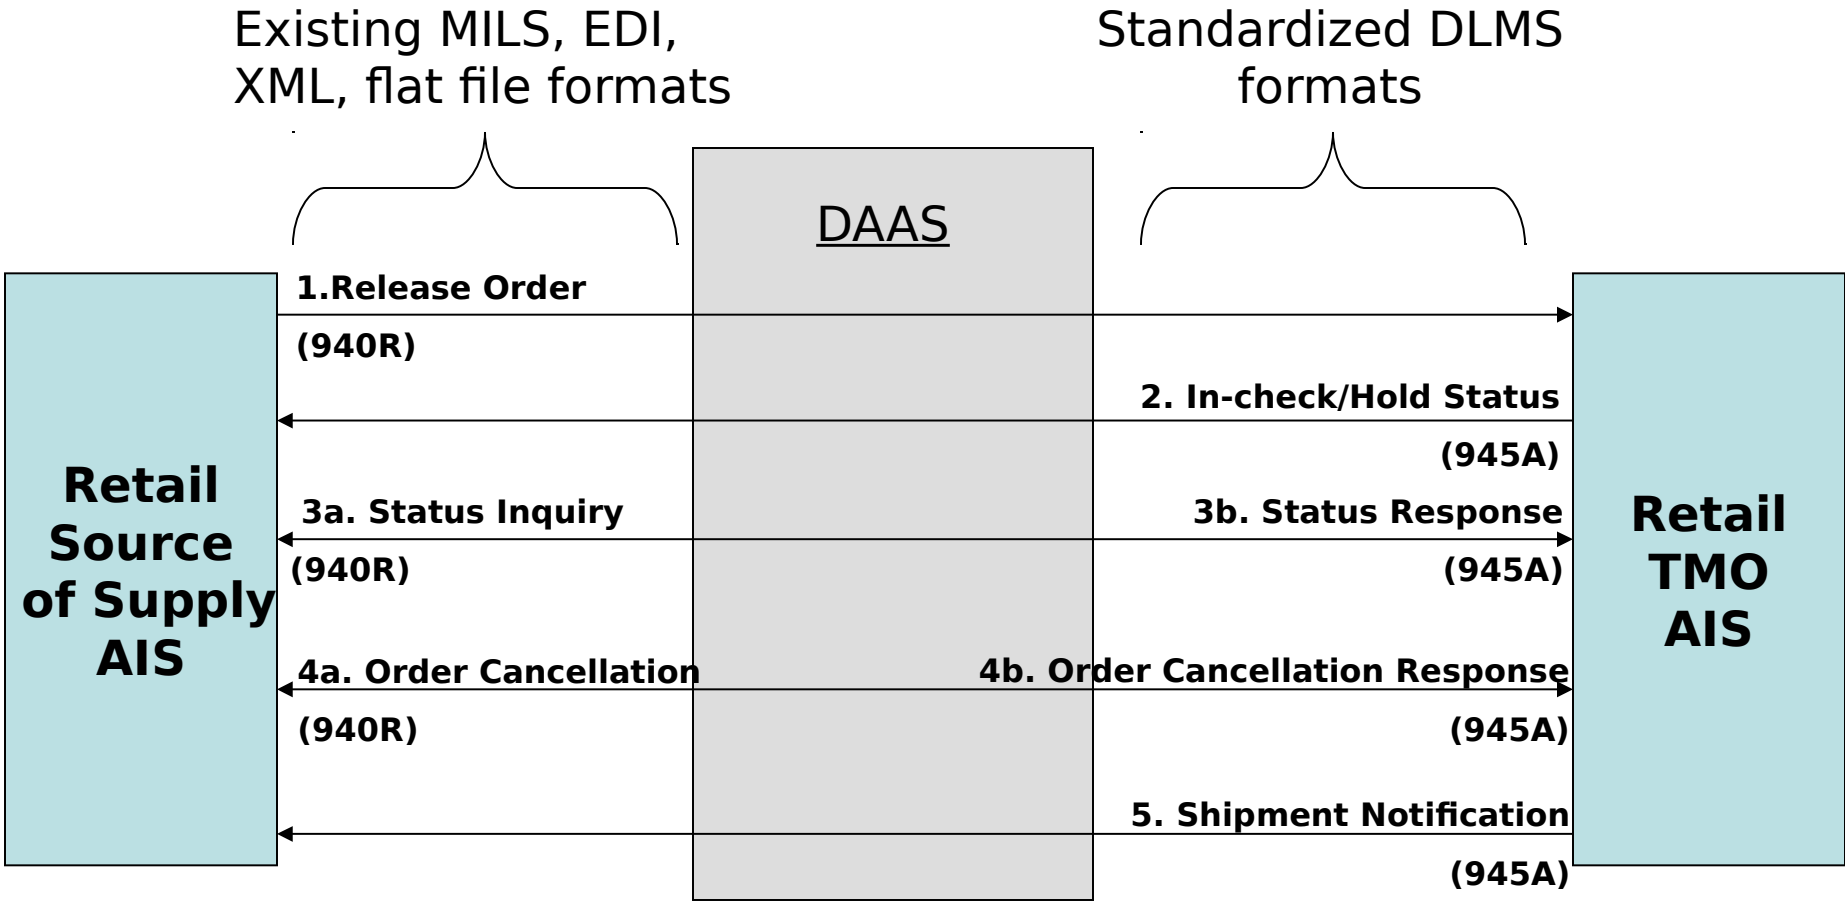 Existing MILS, EDI,
XML, flat file formats
Standardized DLMS
formats
DAAS
1.Release Order
(940R)
2. In-check/Hold Status
(945A)
3a. Status Inquiry
(940R)
3b. Status Response
(945A)
4a. Order Cancellation
(940R)
4b. Order Cancellation Response
(945A)
5. Shipment Notification
(945A)
Retail
Source
of Supply
AIS
Retail
TMO
AIS